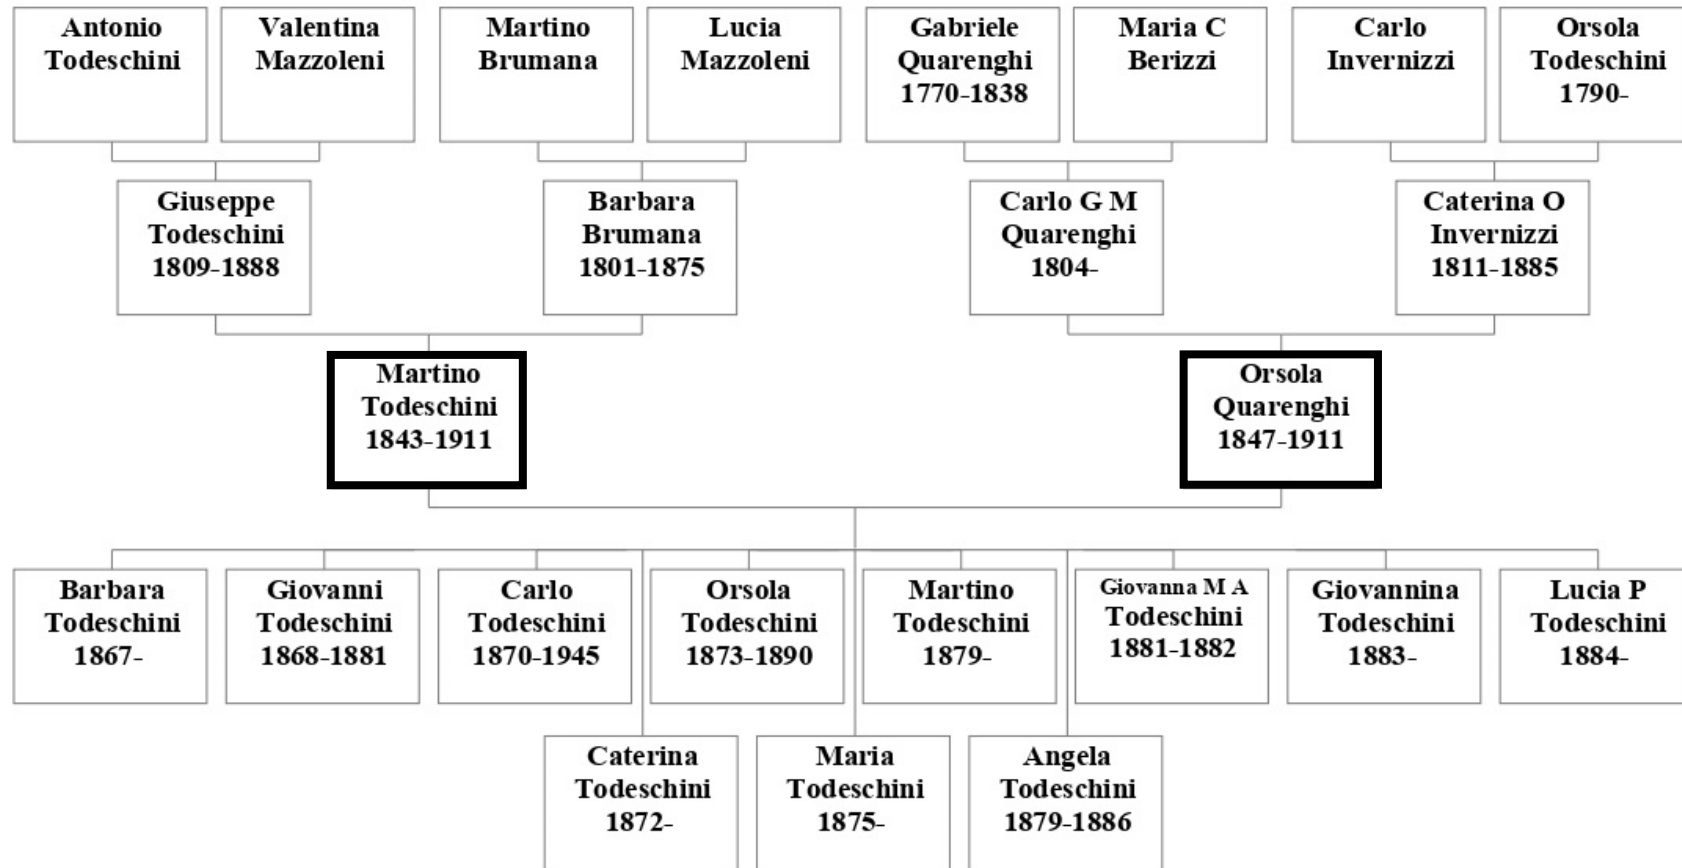 Antonio
Todeschini
Valentina
Mazzoleni
Martino
Brumana
Lucia
Mazzoleni
Gabriele
Quarenghi
1770-1838
Maria C
Berizzi
Carlo
Invernizzi
Orsola
Todeschini
1790-
Giuseppe
Todeschini
1809-1888
Barbara
Brumana
1801-1875
Carlo G M
Quarenghi
1804-
Caterina O
Invernizzi
1811-1885
Martino
Todeschini
1843-1911
Orsola
Quarenghi
1847-1911
Barbara
Todeschini
1867-
Giovanni
Todeschini
1868-1881
Carlo
Todeschini
1870-1945
Orsola
Todeschini
1873-1890
Martino
Todeschini
1879-
Giovanna M A
Todeschini
1881-1882
Giovannina
Todeschini
1883-
Lucia P
Todeschini
1884-
Caterina
Todeschini
1872-
Maria
Todeschini
1875-
Angela
Todeschini
1879-1886